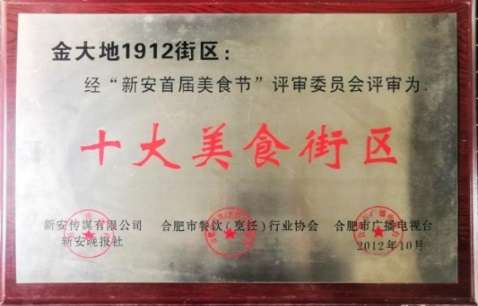 金大地1912街区：
经“新安首届美食节”评审委员会评审为：
十大美食街区
新安传媒有限公司 合肥市餐饮（烹饪）行业协会 合肥市广播电视台
新安晚报社 2012年10月